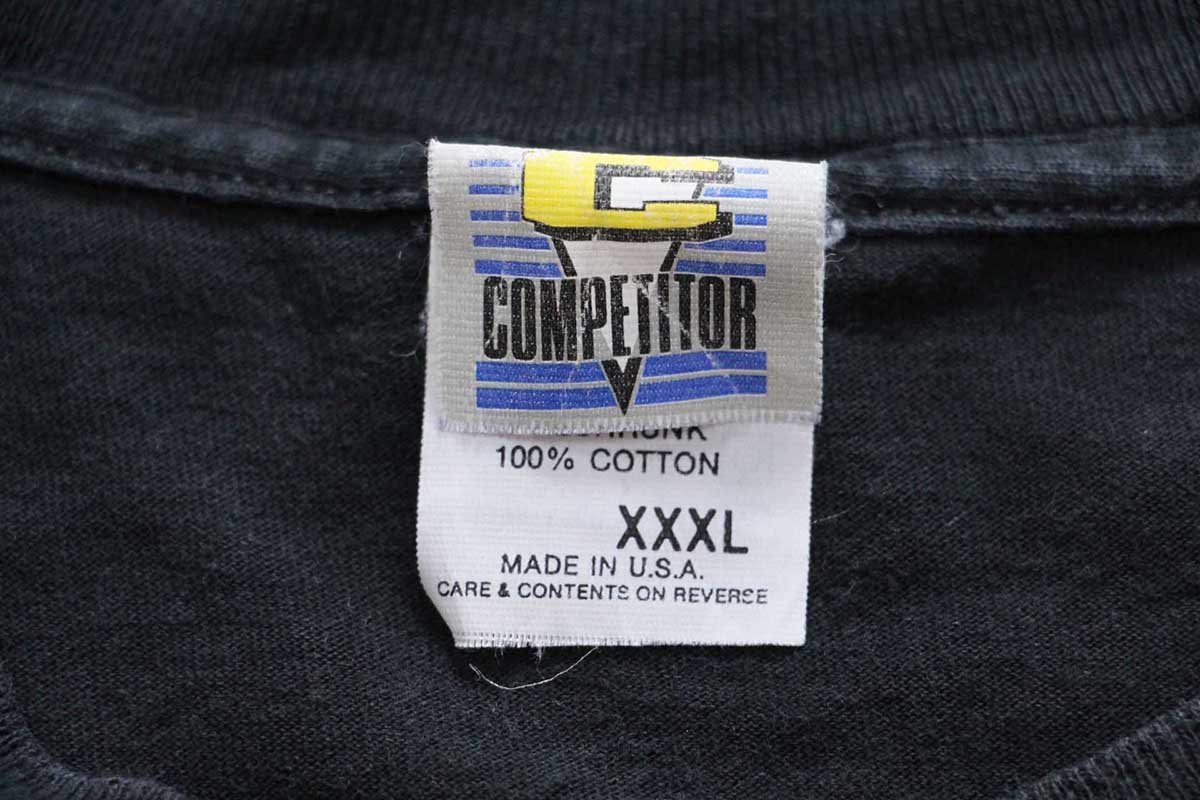 C
COMPETITOR
100% COTTON
XXXL
MADE IN U.S.A.
CARE & CONTENTS ON REVERSE